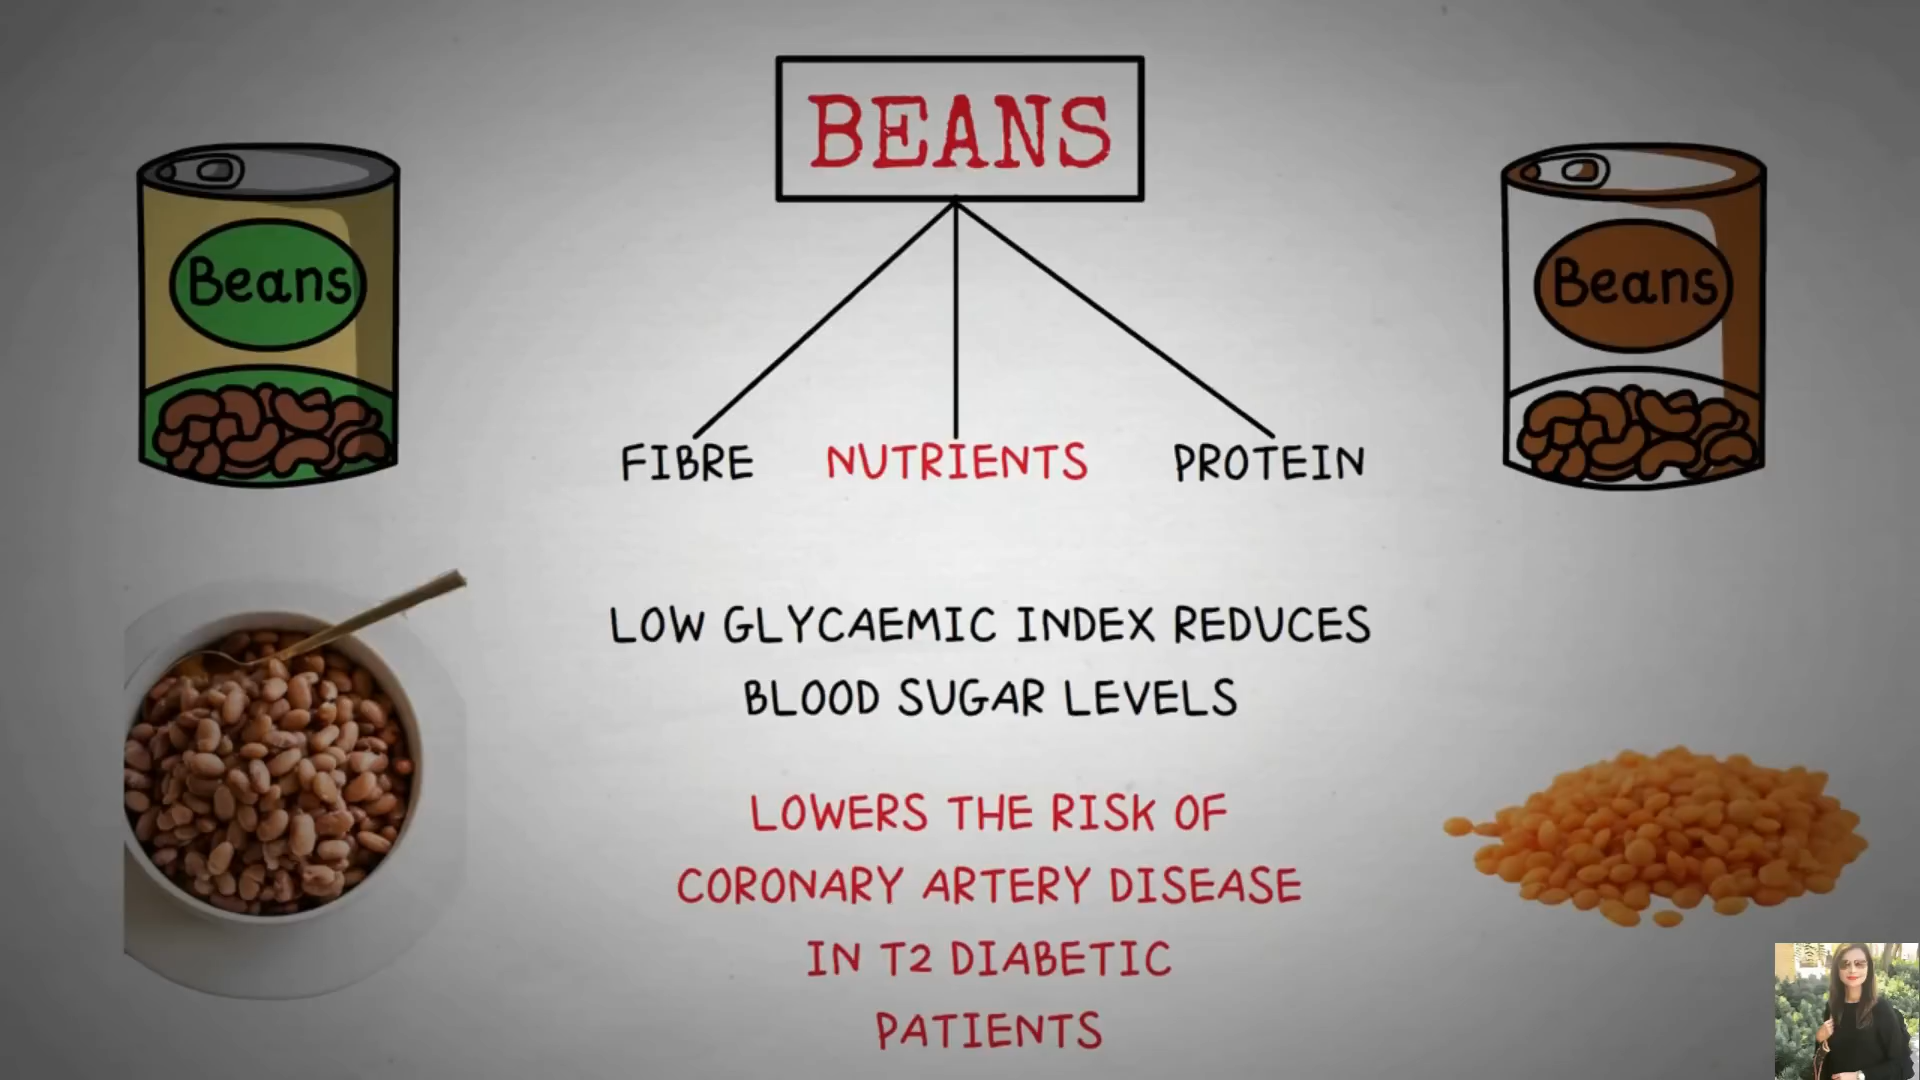 BEANS
Beans
Beans
FIBRE NUTRIENTS PROTEIN
LOW GLYCAEMIC INDEX REDUCES
BLOOD SUGAR LEVELS
LOWERS THE RISK OF
CORONARY ARTERY DISEASE
IN T2 DIABETIC
PATIENTS